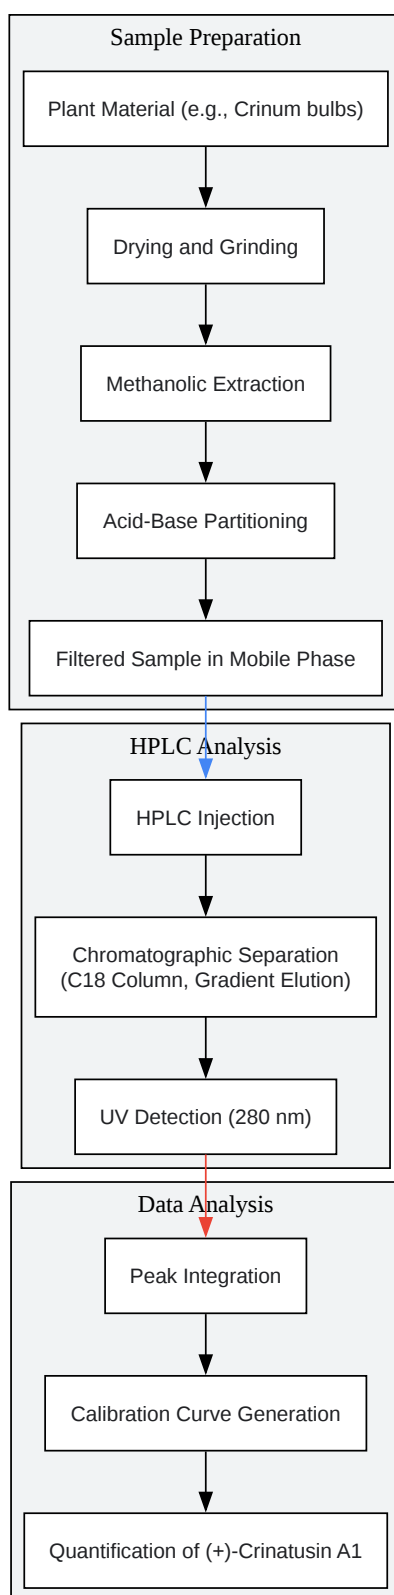 Sample Preparation
Plant Material (e.g., Crinum bulbs)
Drying and Grinding
Methanolic Extraction
Acid-Base Partitioning
Filtered Sample in Mobile Phase
HPLC Analysis
HPLC Injection
Chromatographic Separation
(C18 Column, Gradient Elution)
UV Detection (280 nm)
Data Analysis
Peak Integration
Calibration Curve Generation
Quantification of (+)-Crinatusin A1